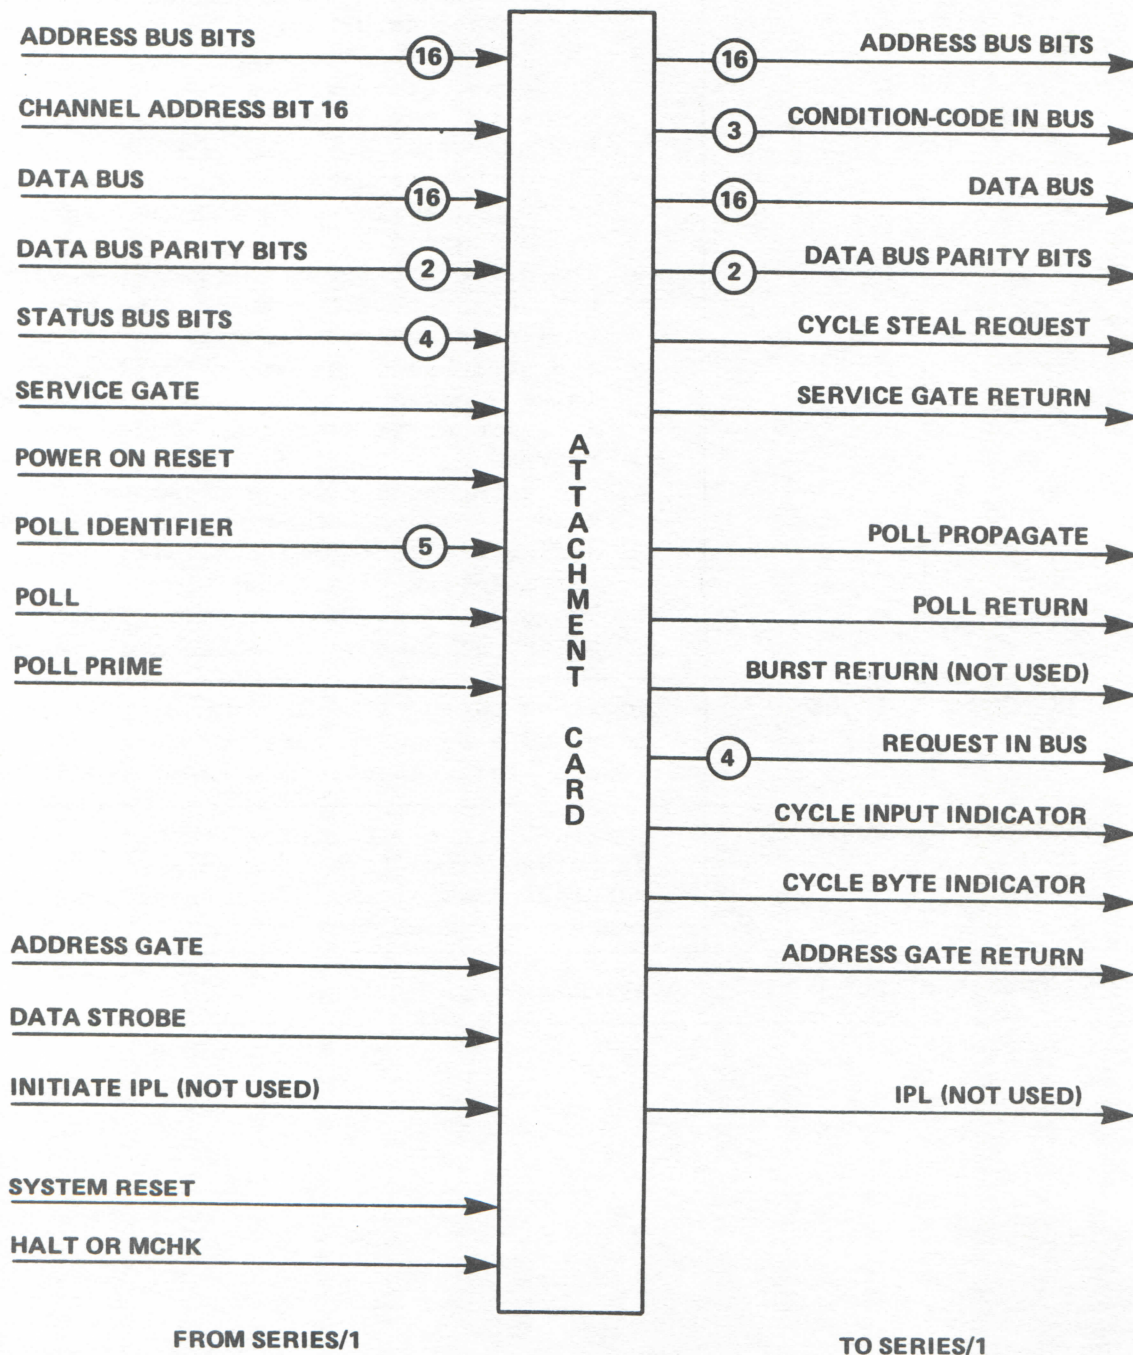 ADDRESS BUS BITS
16
CHANNEL ADDRESS BIT 16
DATA BUS
16
DATA BUS PARITY BITS
2
STATUS BUS BITS
4
SERVICE GATE
POWER ON RESET
POLL IDENTIFIER
5
POLL
POLL PRIME
ADDRESS GATE
DATA STROBE
INITIATE IPL (NOT USED)
SYSTEM RESET
HALT OR MCHK
FROM SERIES/1
ATTACHMENT CARD
16
ADDRESS BUS BITS
3
CONDITION-CODE IN BUS
16
DATA BUS
2
DATA BUS PARITY BITS
CYCLE STEAL REQUEST
SERVICE GATE RETURN
POLL PROPAGATE
POLL RETURN
BURST RETURN (NOT USED)
4
REQUEST IN BUS
CYCLE INPUT INDICATOR
CYCLE BYTE INDICATOR
ADDRESS GATE RETURN
IPL (NOT USED)
TO SERIES/1